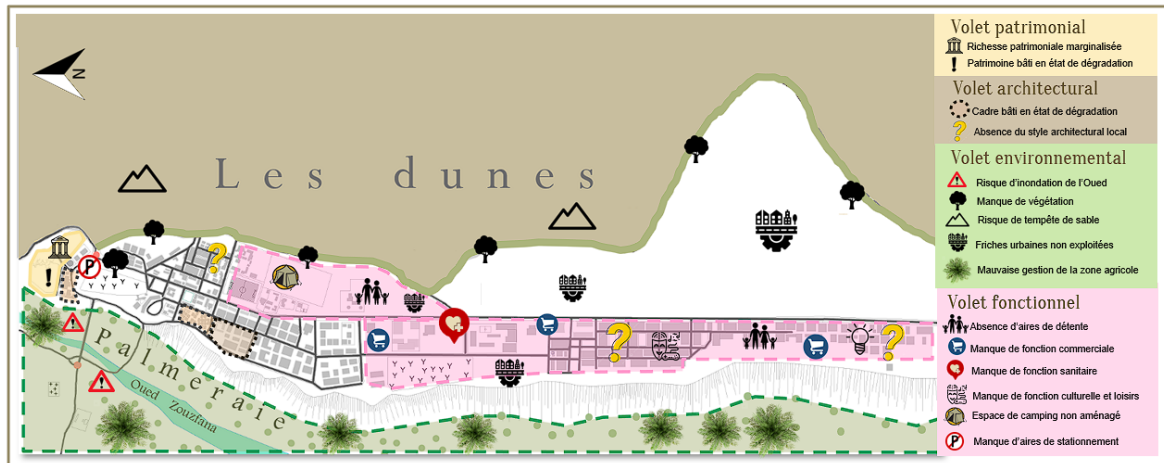 N
Les dunes
P
Palmeraie
Oued Zouzfana
Volet patrimonial
Richesse patrimoniale marginalisée
Patrimoine bâti en état de dégradation
Volet architectural
Cadre bâti en état de dégradation
Absence du style architectural local
Volet environnemental
Risque d'inondation de l'Oued
Manque de végétation
Risque de tempête de sable
Friches urbaines non exploitées
Mauvaise gestion de la zone agricole
Volet fonctionnel
Absence d'aires de détente
Manque de fonction commerciale
Manque de fonction sanitaire
Manque de fonction culturelle et loisirs
Espace de camping non aménagé
P
Manque d'aires de stationnement